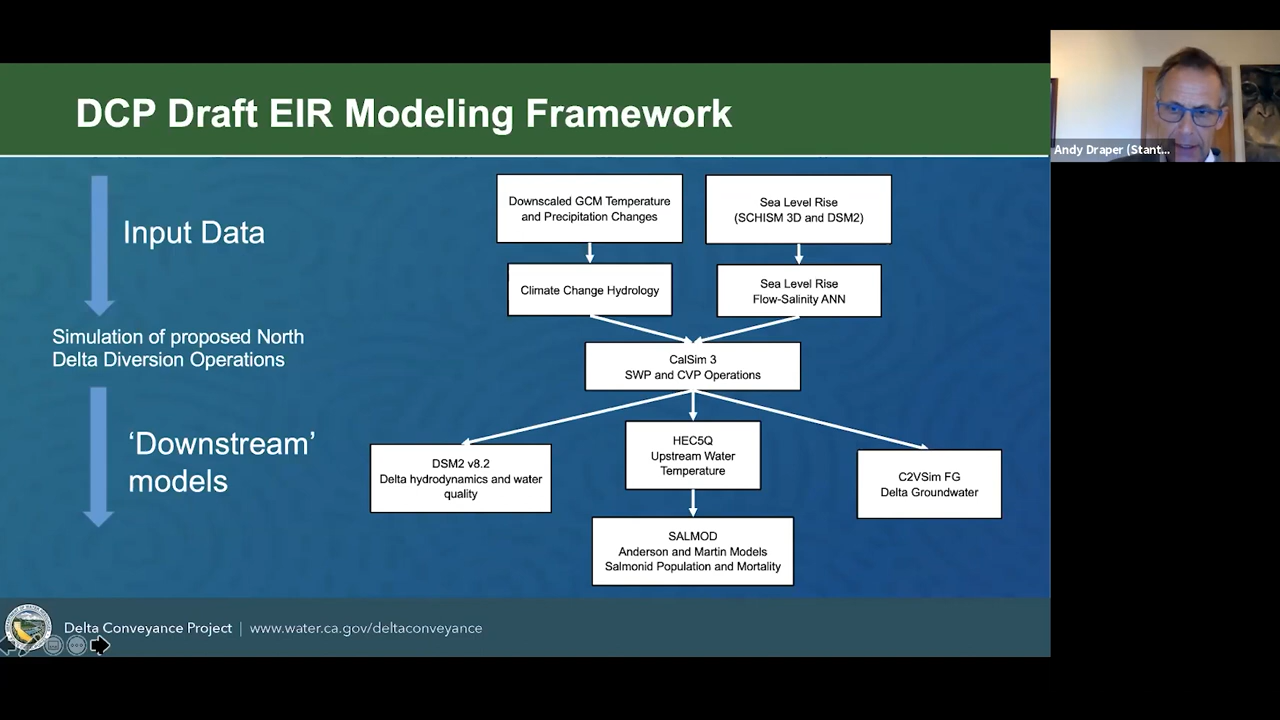 DCP Draft EIR Modeling Framework
Andy Draper (Stant...
Input Data
Simulation of proposed North
Delta Diversion Operations
‘Downstream’
models
Downscaled GCM Temperature
and Precipitation Changes
Sea Level Rise
(SCHISM 3D and DSM2)
Climate Change Hydrology
Sea Level Rise
Flow-Salinity ANN
CalSim 3
SWP and CVP Operations
DSM2 v8.2
Delta hydrodynamics and water
quality
HEC5Q
Upstream Water
Temperature
C2VSim FG
Delta Groundwater
SALMOD
Anderson and Martin Models
Salmonid Population and Mortality
Delta Conveyance Project | www.water.ca.gov/deltaconveyance